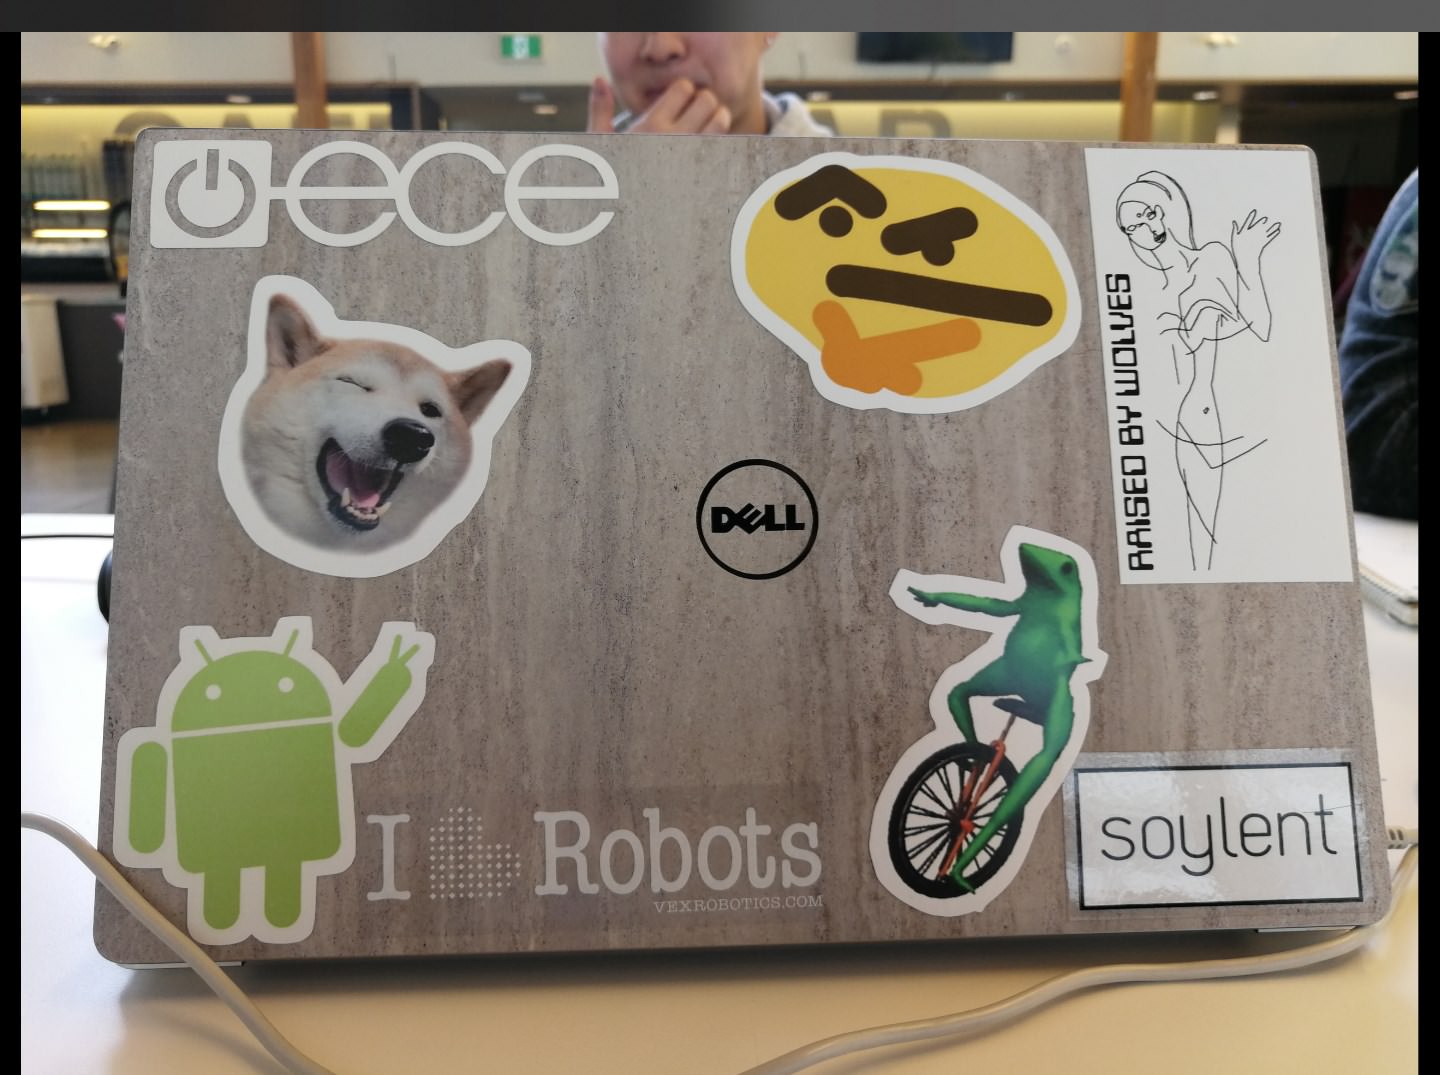 ece
RAISED BY WOLVES
DELL
I Robots
VEXROBOTICS.COM
soylent